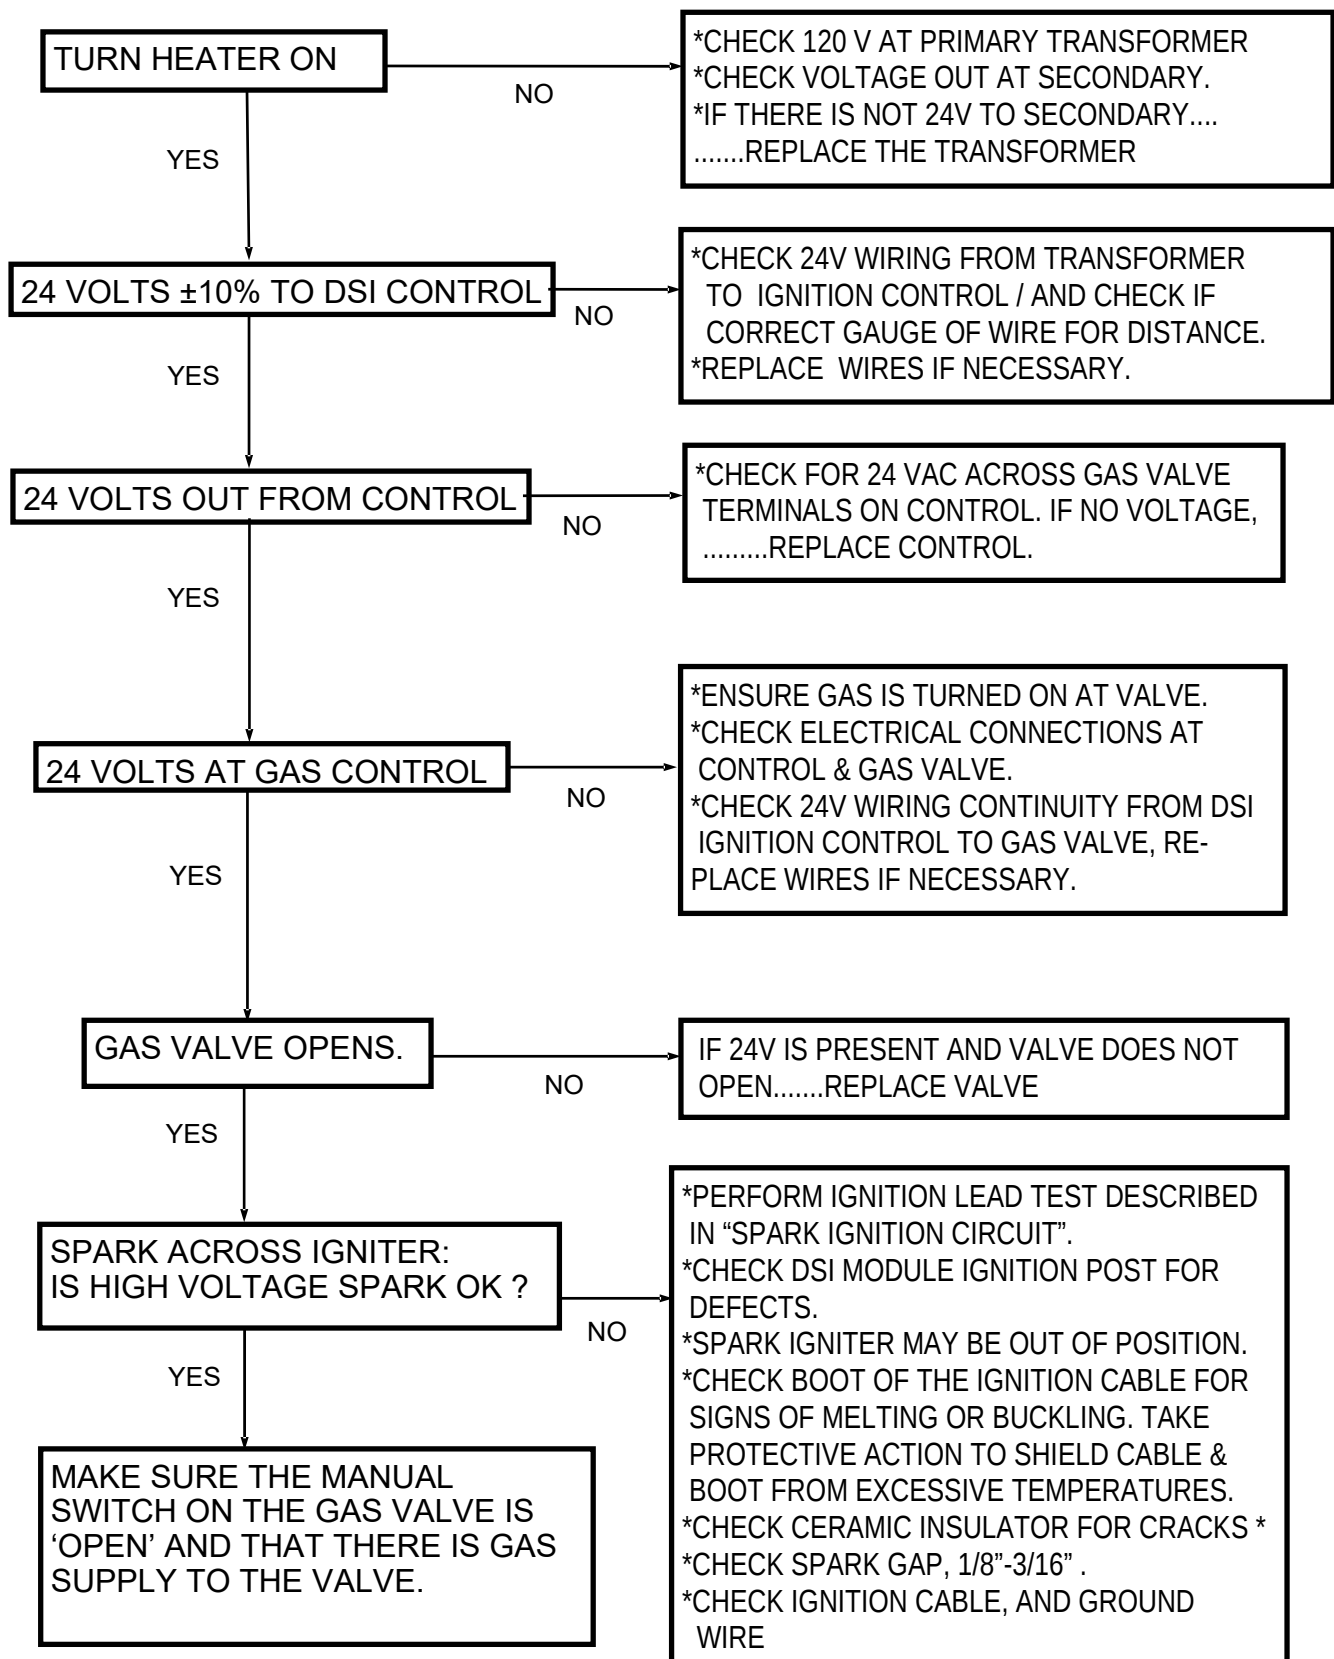 TURN HEATER ON
NO
*CHECK 120 V AT PRIMARY TRANSFORMER
*CHECK VOLTAGE OUT AT SECONDARY.
*IF THERE IS NOT 24V TO SECONDARY....
.......REPLACE THE TRANSFORMER
YES
24 VOLTS ±10% TO DSI CONTROL
NO
*CHECK 24V WIRING FROM TRANSFORMER
TO IGNITION CONTROL / AND CHECK IF
CORRECT GAUGE OF WIRE FOR DISTANCE.
*REPLACE WIRES IF NECESSARY.
YES
24 VOLTS OUT FROM CONTROL
NO
*CHECK FOR 24 VAC ACROSS GAS VALVE
TERMINALS ON CONTROL. IF NO VOLTAGE,
.........REPLACE CONTROL.
YES
24 VOLTS AT GAS CONTROL
NO
*ENSURE GAS IS TURNED ON AT VALVE.
*CHECK ELECTRICAL CONNECTIONS AT
CONTROL & GAS VALVE.
*CHECK 24V WIRING CONTINUITY FROM DSI
IGNITION CONTROL TO GAS VALVE, RE-
PLACE WIRES IF NECESSARY.
YES
GAS VALVE OPENS.
NO
IF 24V IS PRESENT AND VALVE DOES NOT
OPEN.......REPLACE VALVE
YES
SPARK ACROSS IGNITER:
IS HIGH VOLTAGE SPARK OK ?
NO
*PERFORM IGNITION LEAD TEST DESCRIBED
IN “SPARK IGNITION CIRCUIT”.
*CHECK DSI MODULE IGNITION POST FOR
DEFECTS.
*SPARK IGNITER MAY BE OUT OF POSITION.
*CHECK BOOT OF THE IGNITION CABLE FOR
SIGNS OF MELTING OR BUCKLING. TAKE
PROTECTIVE ACTION TO SHIELD CABLE &
BOOT FROM EXCESSIVE TEMPERATURES.
*CHECK CERAMIC INSULATOR FOR CRACKS *
*CHECK SPARK GAP, 1/8”-3/16” .
*CHECK IGNITION CABLE, AND GROUND
WIRE
YES
MAKE SURE THE MANUAL
SWITCH ON THE GAS VALVE IS
‘OPEN’ AND THAT THERE IS GAS
SUPPLY TO THE VALVE.